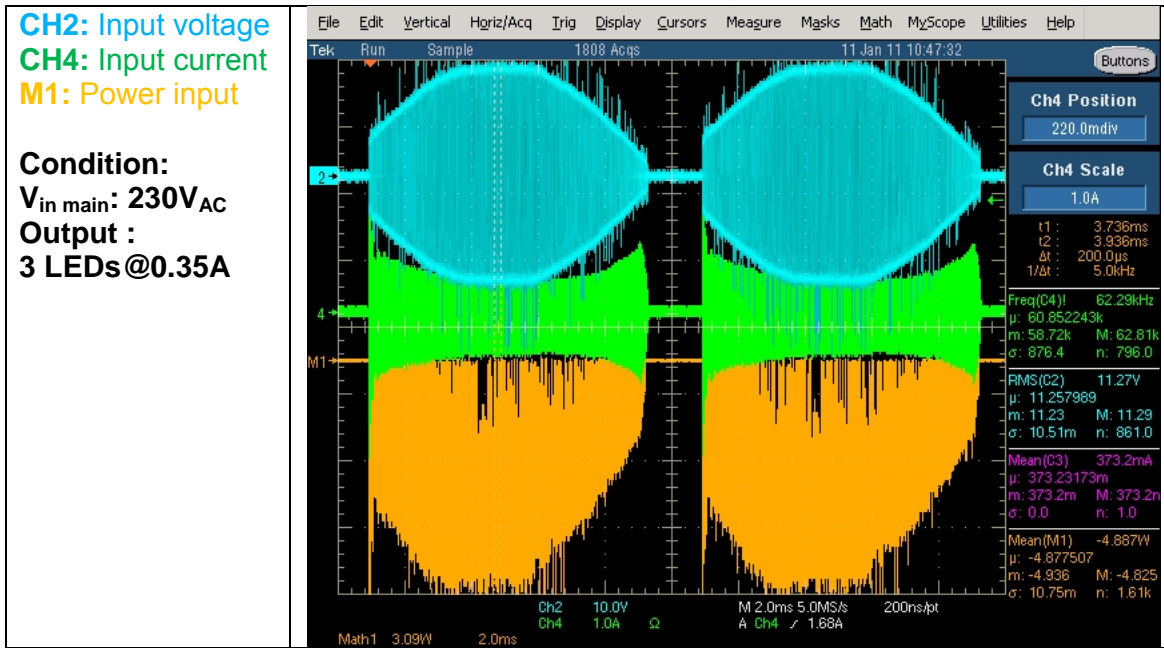 CH2: Input voltage
CH4: Input current
M1: Power input
Condition:
Vin main: 230VAC
Output :
3 LEDs@0.35A
File Edit Vertical Horiz/Acq Trig Display Cursors Measure Masks Math MyScope Utilities Help
Tek Run Sample 1808 Acqs 11 Jan 11 10:47:32
Buttons
Ch4 Position
220.0mdiv
Ch4 Scale
1.0A
t1 : 3.736ms
t2 : 3.936ms
Δt : 200.0µs
1/Δt : 5.0kHz
Freq(C4)! 62.29kHz
µ: 60.852243k
m: 58.72k M: 62.81k
σ: 876.4 n: 796.0
RMS(C2) 11.27V
µ: 11.257989
m: 11.23 M: 11.29
σ: 10.51m n: 861.0
Mean(C3) 373.2mA
µ: 373.23173m
m: 373.2m M: 373.2n
σ: 0.0 n: 1.0
Mean(M1) -4.887W
µ: -4.877507
m: -4.936 M: -4.825
σ: 10.75m n: 1.61k
2
4
M1
Ch2 10.0V M 2.0ms 5.0MS/s 200ns/pt
Ch4 1.0A Ω A Ch4 ∕ 1.68A
Math1 3.09W 2.0ms